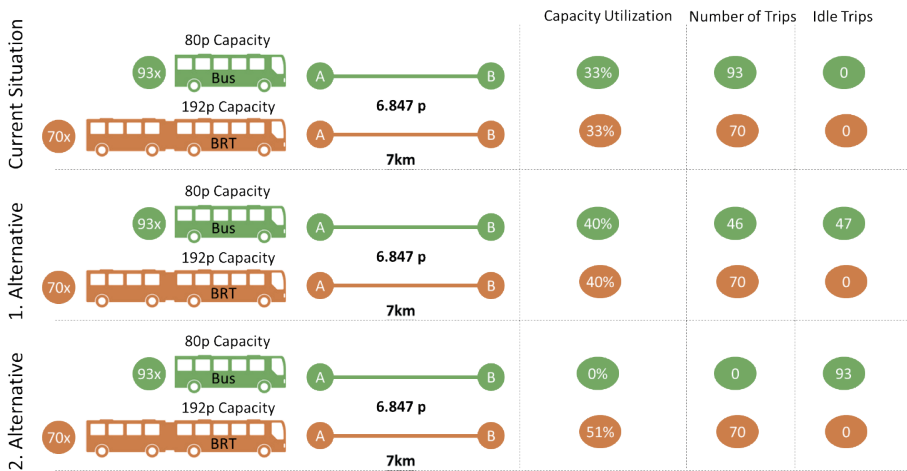 Capacity Utilization Number of Trips Idle Trips
Current Situation
80p Capacity
93x Bus A B 33% 93 0
6.847 p
192p Capacity
70x BRT A B 33% 70 0
7km
1. Alternative
80p Capacity
93x Bus A B 40% 46 47
6.847 p
192p Capacity
70x BRT A B 40% 70 0
7km
2. Alternative
80p Capacity
93x Bus A B 0% 0 93
6.847 p
192p Capacity
70x BRT A B 51% 70 0
7km